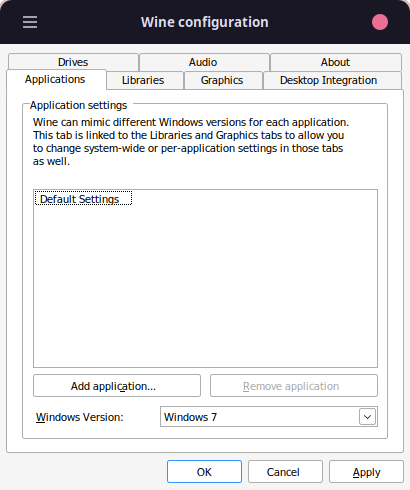 Wine configuration
Drives Audio About
Applications Libraries Graphics Desktop Integration
Application settings
Wine can mimic different Windows versions for each application.
This tab is linked to the Libraries and Graphics tabs to allow you
to change system-wide or per-application settings in those tabs
as well.
Default Settings
Add application... Remove application
Windows Version: Windows 7
OK Cancel Apply